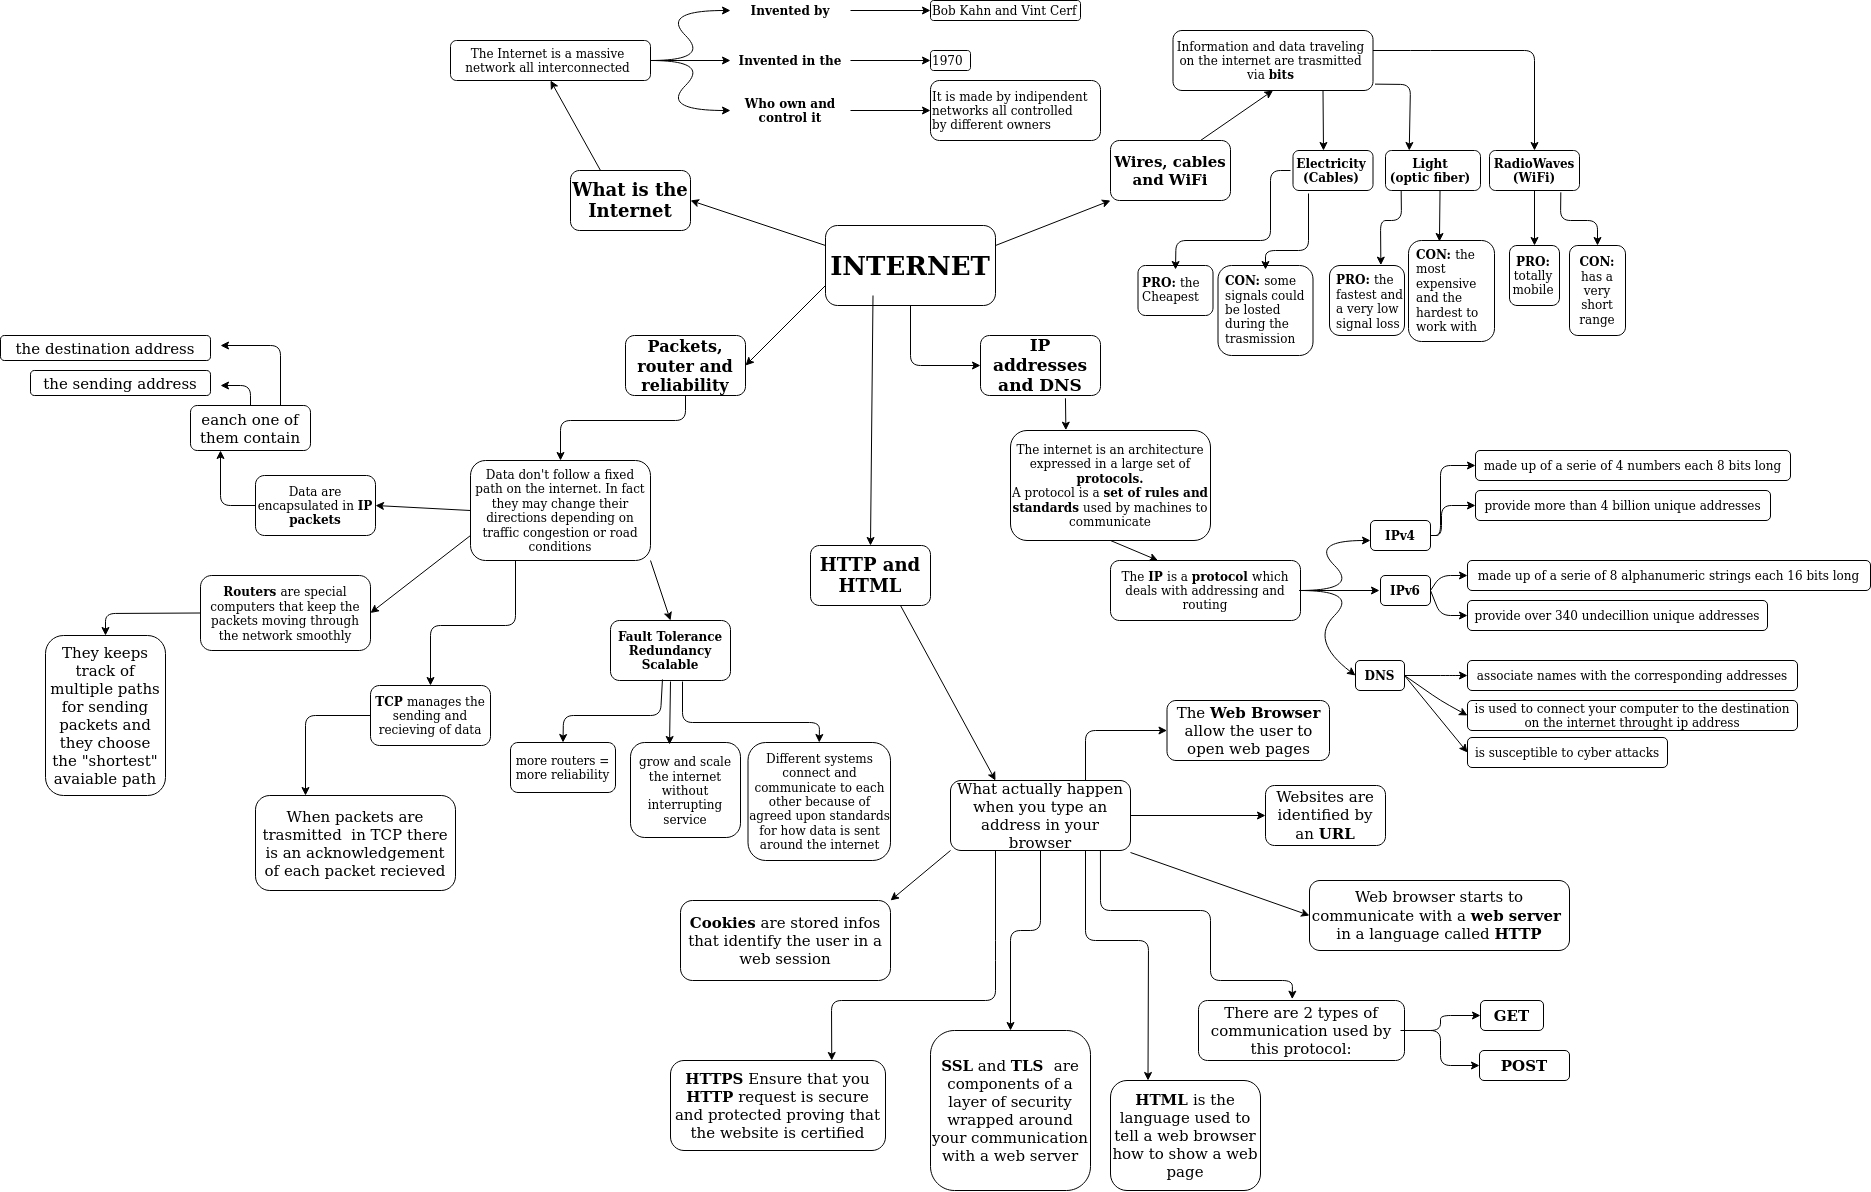 Invented by
Bob Kahn and Vint Cerf
The Internet is a massive
network all interconnected
Invented in the
1970
Who own and
control it
It is made by indipendent
networks all controlled
by different owners
What is the
Internet
Information and data traveling
on the internet are trasmitted
via bits
Wires, cables
and WiFi
Electricity
(Cables)
Light
(optic fiber)
RadioWaves
(WiFi)
PRO: the
Cheapest
CON: some
signals could
be losted
during the
trasmission
PRO: the
fastest and
a very low
signal loss
CON: the
most
expensive
and the
hardest to
work with
PRO:
totally
mobile
CON:
has a
very
short
range
INTERNET
Packets,
router and
reliability
IP
addresses
and DNS
the destination address
the sending address
eanch one of
them contain
Data are
encapsulated in IP
packets
Data don't follow a fixed
path on the internet. In fact
they may change their
directions depending on
traffic congestion or road
conditions
Routers are special
computers that keep the
packets moving through
the network smoothly
They keeps
track of
multiple paths
for sending
packets and
they choose
the "shortest"
avaiable path
TCP manages the
sending and
recieving of data
When packets are
trasmitted  in TCP there
is an acknowledgement
of each packet recieved
Fault Tolerance
Redundancy
Scalable
more routers =
more reliability
grow and scale
the internet
without
interrupting
service
Different systems
connect and
communicate to each
other because of
agreed upon standards
for how data is sent
around the internet
The internet is an architecture
expressed in a large set of
protocols.
A protocol is a set of rules and
standards used by machines to
communicate
The IP is a protocol which
deals with addressing and
routing
IPv4
made up of a serie of 4 numbers each 8 bits long
provide more than 4 billion unique addresses
IPv6
made up of a serie of 8 alphanumeric strings each 16 bits long
provide over 340 undecillion unique addresses
DNS
associate names with the corresponding addresses
is used to connect your computer to the destination
on the internet throught ip address
is susceptible to cyber attacks
HTTP and
HTML
What actually happen
when you type an
address in your
browser
The Web Browser
allow the user to
open web pages
Websites are
identified by
an URL
Web browser starts to
communicate with a web server
in a language called HTTP
There are 2 types of
communication used by
this protocol:
GET
POST
Cookies are stored infos
that identify the user in a
web session
HTTPS Ensure that you
HTTP request is secure
and protected proving that
the website is certified
SSL and TLS  are
components of a
layer of security
wrapped around
your communication
with a web server
HTML is the
language used to
tell a web browser
how to show a web
page